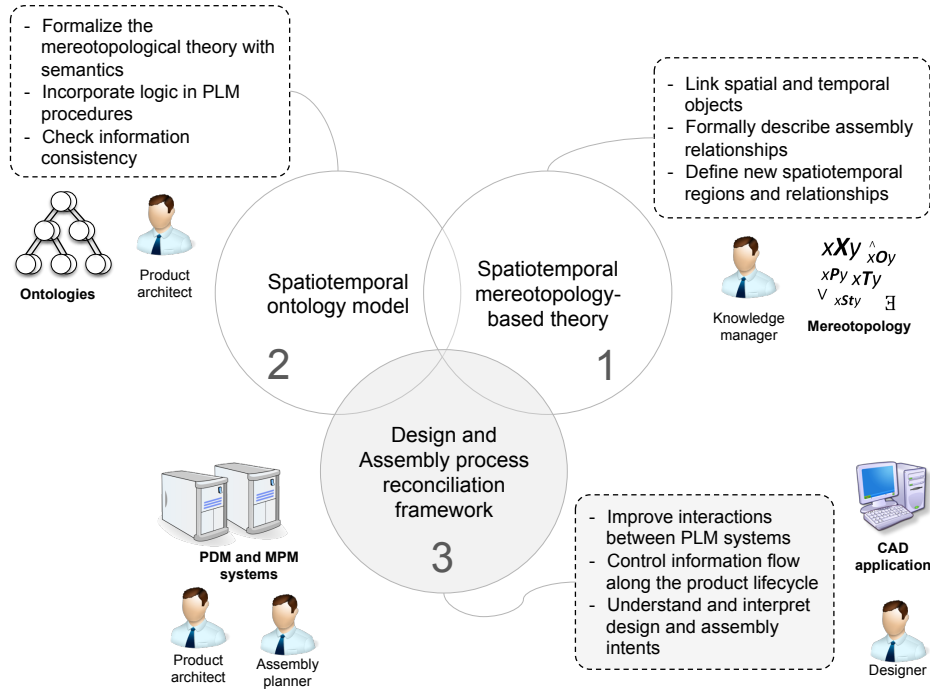 - Formalize the
mereotopological theory with
semantics
- Incorporate logic in PLM
procedures
- Check information
consistency
- Link spatial and temporal
objects
- Formally describe assembly
relationships
- Define new spatiotemporal
regions and relationships
Ontologies
Product
architect
Spatiotemporal
ontology model
2
Spatiotemporal
mereotopology-
based theory
1
Knowledge
manager
xXy
^
xOy
xPy xTy
∨ xSty ∃
Mereotopology
Design and
Assembly process
reconciliation
framework
3
PDM and MPM
systems
Product
architect
Assembly
planner
- Improve interactions
between PLM systems
- Control information flow
along the product lifecycle
- Understand and interpret
design and assembly
intents
CAD
application
Designer